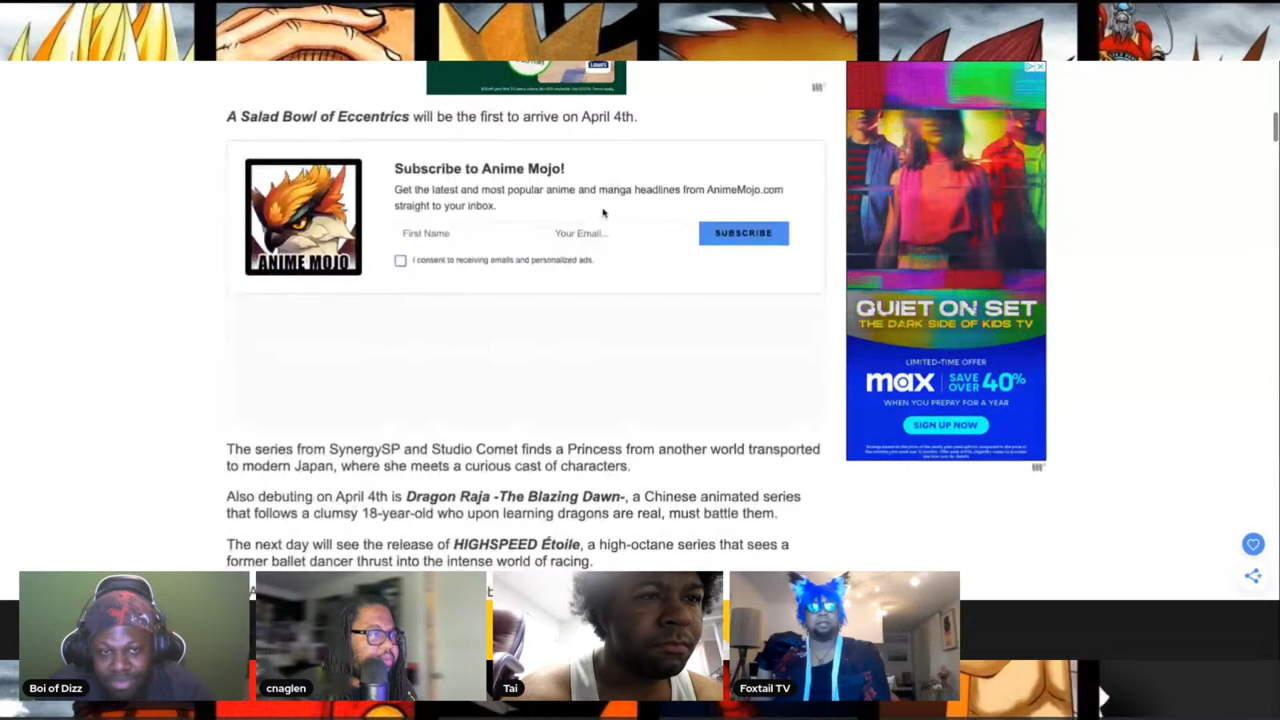 LOWE'S
A Salad Bowl of Eccentrics will be the first to arrive on April 4th.
Subscribe to Anime Mojo!
Get the latest and most popular anime and manga headlines from AnimeMojo.com
straight to your inbox.
First Name
Your Email...
SUBSCRIBE
I consent to receiving emails and personalized ads.
ANIME MOJO
QUIET ON SET
THE DARK SIDE OF KIDS TV
LIMITED-TIME OFFER
max
SAVE
OVER 40%
WHEN YOU PREPAY FOR A YEAR
SIGN UP NOW
The series from SynergySP and Studio Comet finds a Princess from another world transported
to modern Japan, where she meets a curious cast of characters.
Also debuting on April 4th is Dragon Raja -The Blazing Dawn-, a Chinese animated series
that follows a clumsy 18-year-old who upon learning dragons are real, must battle them.
The next day will see the release of HIGHSPEED Étoile, a high-octane series that sees a
former ballet dancer thrust into the intense world of racing.
Boi of Dizz
cnaglen
Tai
Foxtail TV